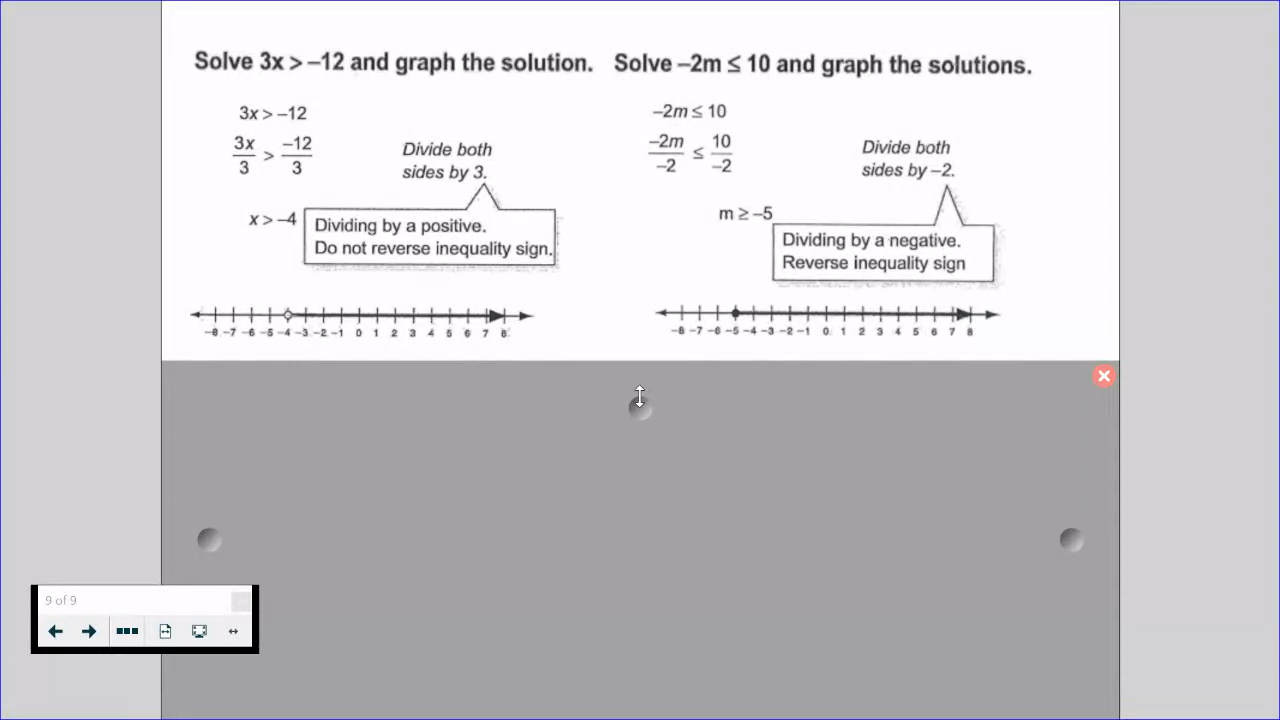 Solve 3x > –12 and graph the solution.
3x > –12
3x/3 > –12/3
Divide both
sides by 3.
x > –4
Dividing by a positive.
Do not reverse inequality sign.
–8 –7 –6 –5 –4 –3 –2 –1 0 1 2 3 4 5 6 7 8
Solve –2m ≤ 10 and graph the solutions.
–2m ≤ 10
–2m/–2 ≤ 10/–2
Divide both
sides by –2.
m ≥ –5
Dividing by a negative.
Reverse inequality sign
–8 –7 –6 –5 –4 –3 –2 –1 0 1 2 3 4 5 6 7 8
9 of 9